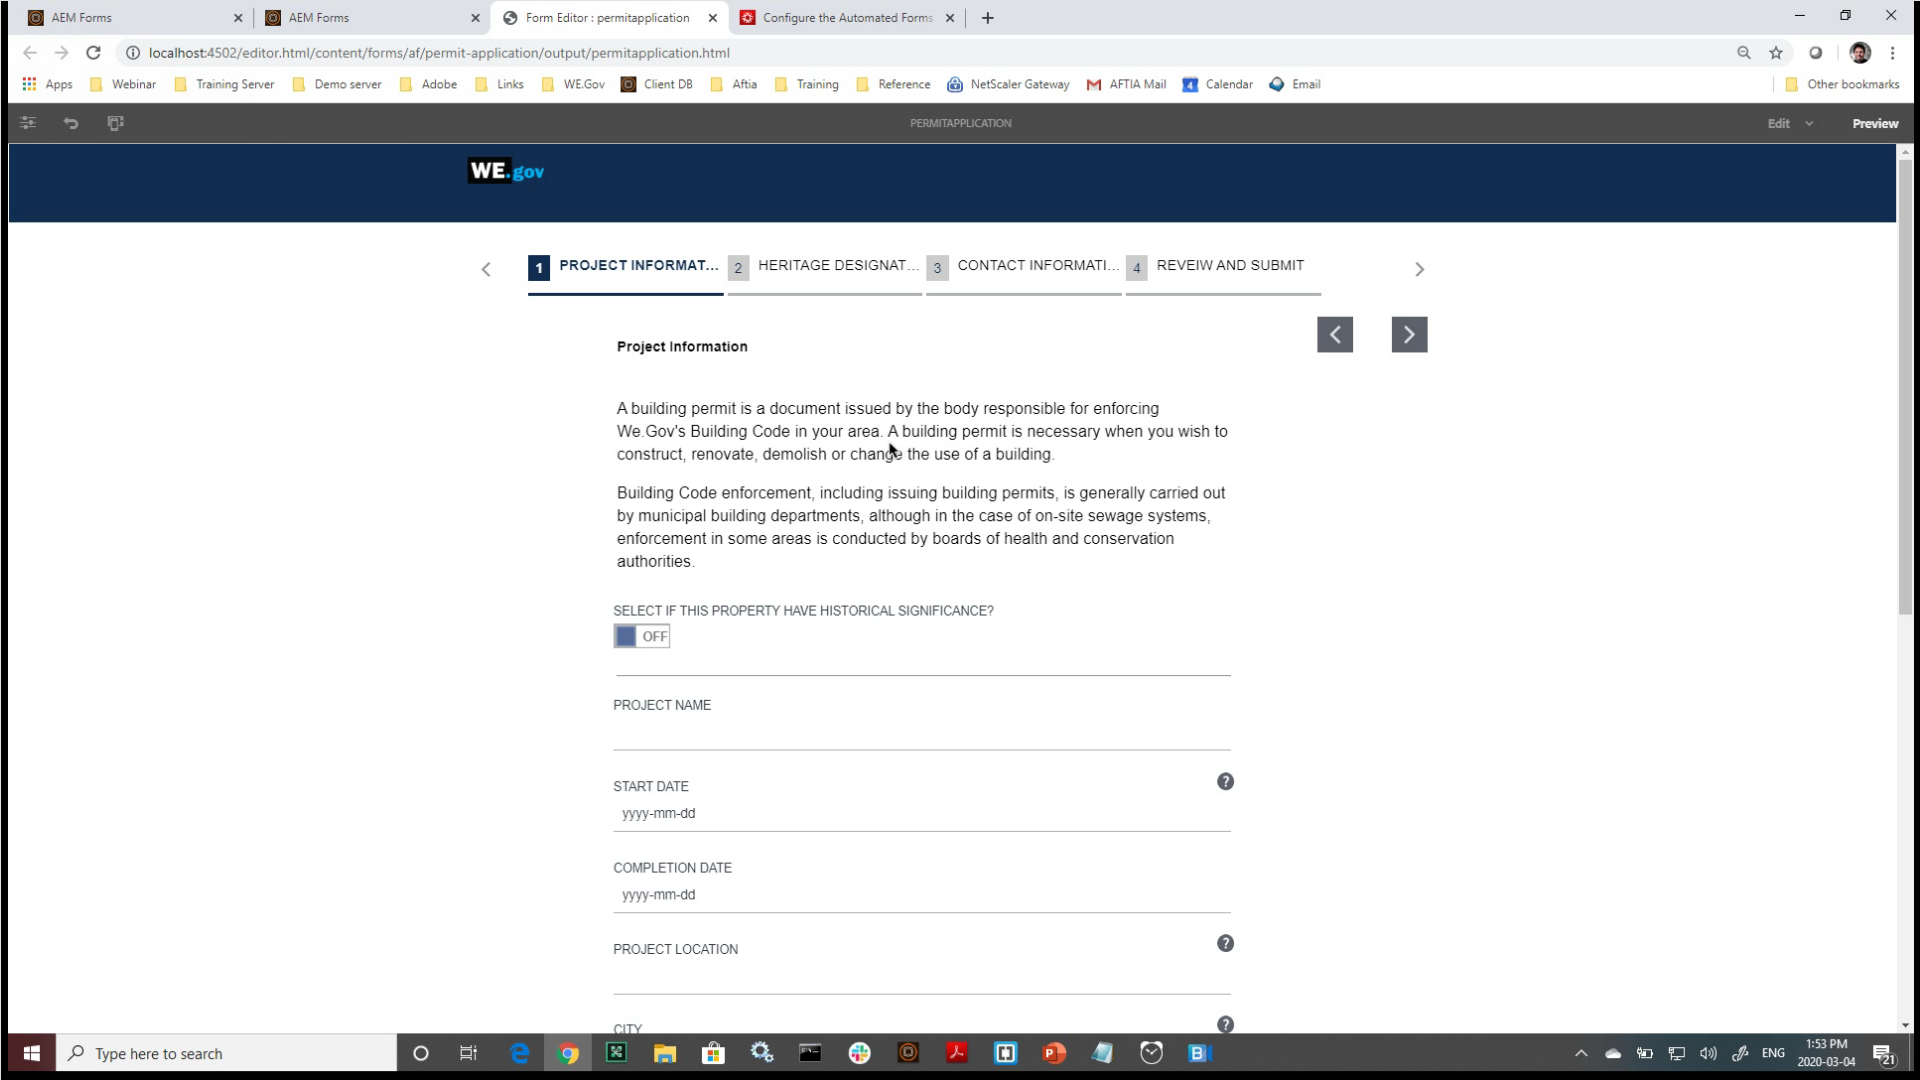 AEM Forms
AEM Forms
Form Editor : permitapplication
Configure the Automated Forms
localhost:4502/editor.html/content/forms/af/permit-application/output/permitapplication.html
Apps
Webinar
Training Server
Demo server
Adobe
Links
WE.Gov
Client DB
Aftia
Training
Reference
NetScaler Gateway
AFTIA Mail
Calendar
Email
Other bookmarks
PERMITAPPLICATION
Edit
Preview
WE.gov
1 PROJECT INFORMAT...
2 HERITAGE DESIGNAT...
3 CONTACT INFORMATI...
4 REVEIW AND SUBMIT
Project Information
A building permit is a document issued by the body responsible for enforcing
We.Gov's Building Code in your area. A building permit is necessary when you wish to
construct, renovate, demolish or change the use of a building.
Building Code enforcement, including issuing building permits, is generally carried out
by municipal building departments, although in the case of on-site sewage systems,
enforcement in some areas is conducted by boards of health and conservation
authorities.
SELECT IF THIS PROPERTY HAVE HISTORICAL SIGNIFICANCE?
OFF
PROJECT NAME
START DATE
?
yyyy-mm-dd
COMPLETION DATE
yyyy-mm-dd
PROJECT LOCATION
?
CITY
?
Type here to search
ENG
1:53 PM
2020-03-04
21